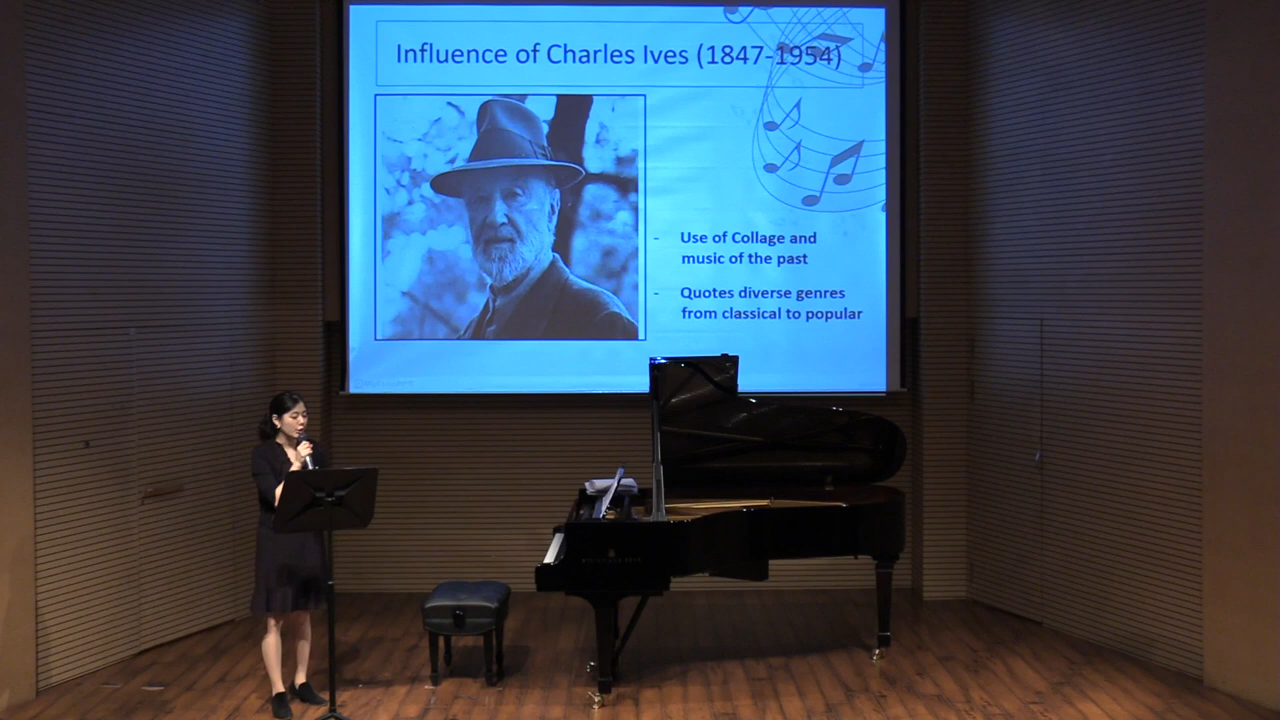 Influence of Charles Ives (1847-1954)
- Use of Collage and
music of the past
- Quotes diverse genres
from classical to popular